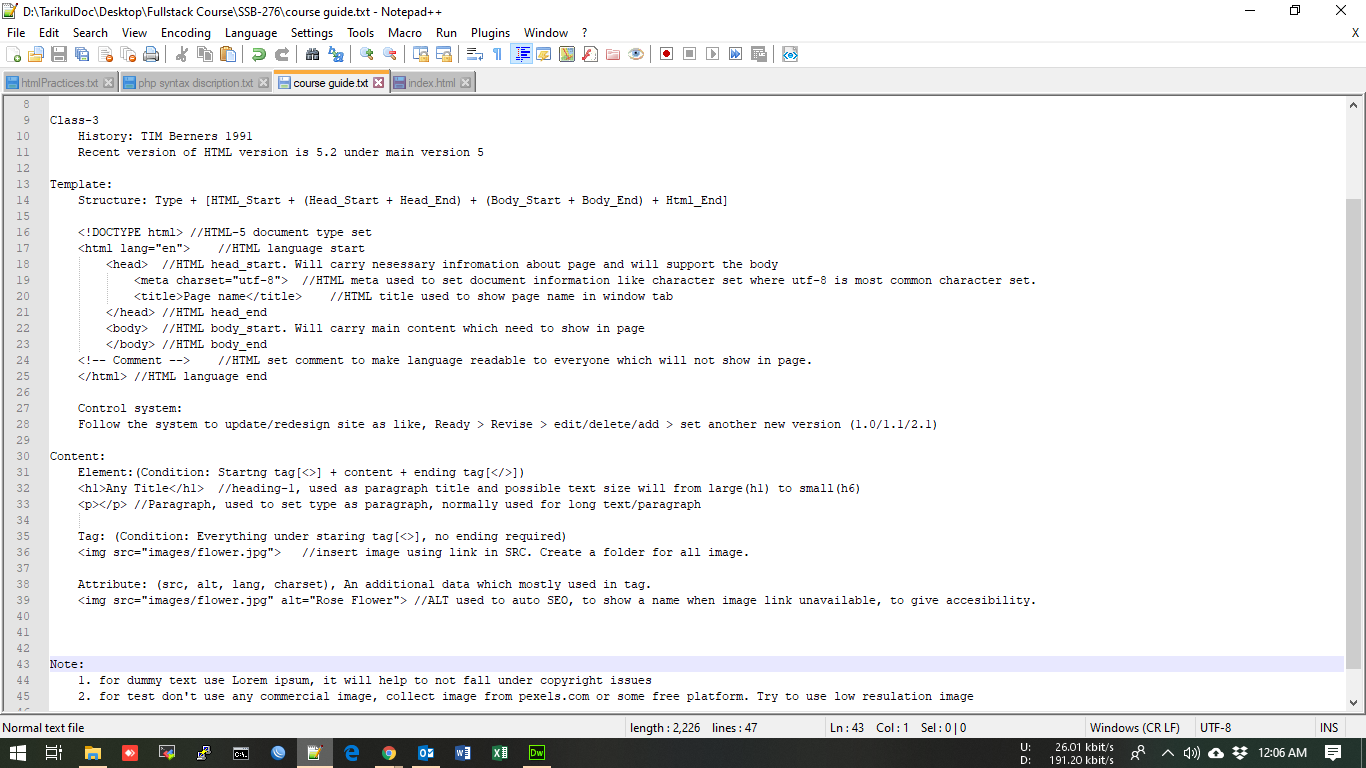 D:\TarikulDoc\Desktop\Fullstack Course\SSB-276\course guide.txt - Notepad++
File Edit Search View Encoding Language Settings Tools Macro Run Plugins Window ? X
htmlPractices.txt php syntax discription.txt course guide.txt index.html
8
9 Class-3
10 History: TIM Berners 1991
11 Recent version of HTML version is 5.2 under main version 5
12
13 Template:
14 Structure: Type + [HTML_Start + (Head_Start + Head_End) + (Body_Start + Body_End) + Html_End]
15
16 <!DOCTYPE html> //HTML-5 document type set
17 <html lang="en"> //HTML language start
18 <head> //HTML head_start. Will carry nesessary infromation about page and will support the body
19 <meta charset="utf-8"> //HTML meta used to set document information like character set where utf-8 is most common character set.
20 <title>Page name</title> //HTML title used to show page name in window tab
21 </head> //HTML head_end
22 <body> //HTML body_start. Will carry main content which need to show in page
23 </body> //HTML body_end
24 <!-- Comment --> //HTML set comment to make language readable to everyone which will not show in page.
25 </html> //HTML language end
26
27 Control system:
28 Follow the system to update/redesign site as like, Ready > Revise > edit/delete/add > set another new version (1.0/1.1/2.1)
29
30 Content:
31 Element:(Condition: Startng tag[<>] + content + ending tag[</>])
32 <h1>Any Title</h1> //heading-1, used as paragraph title and possible text size will from large(h1) to small(h6)
33 <p></p> //Paragraph, used to set type as paragraph, normally used for long text/paragraph
34
35 Tag: (Condition: Everything under staring tag[<>], no ending required)
36 <img src="images/flower.jpg"> //insert image using link in SRC. Create a folder for all image.
37
38 Attribute: (src, alt, lang, charset), An additional data which mostly used in tag.
39 <img src="images/flower.jpg" alt="Rose Flower"> //ALT used to auto SEO, to show a name when image link unavailable, to give accesibility.
40
41
42
43 Note:
44 1. for dummy text use Lorem ipsum, it will help to not fall under copyright issues
45 2. for test don't use any commercial image, collect image from pexels.com or some free platform. Try to use low resulation image
Normal text file length : 2,226 lines : 47 Ln : 43 Col : 1 Sel : 0 | 0 Windows (CR LF) UTF-8 INS
U: 26.01 kbit/s
D: 191.20 kbit/s
12:06 AM
Dw